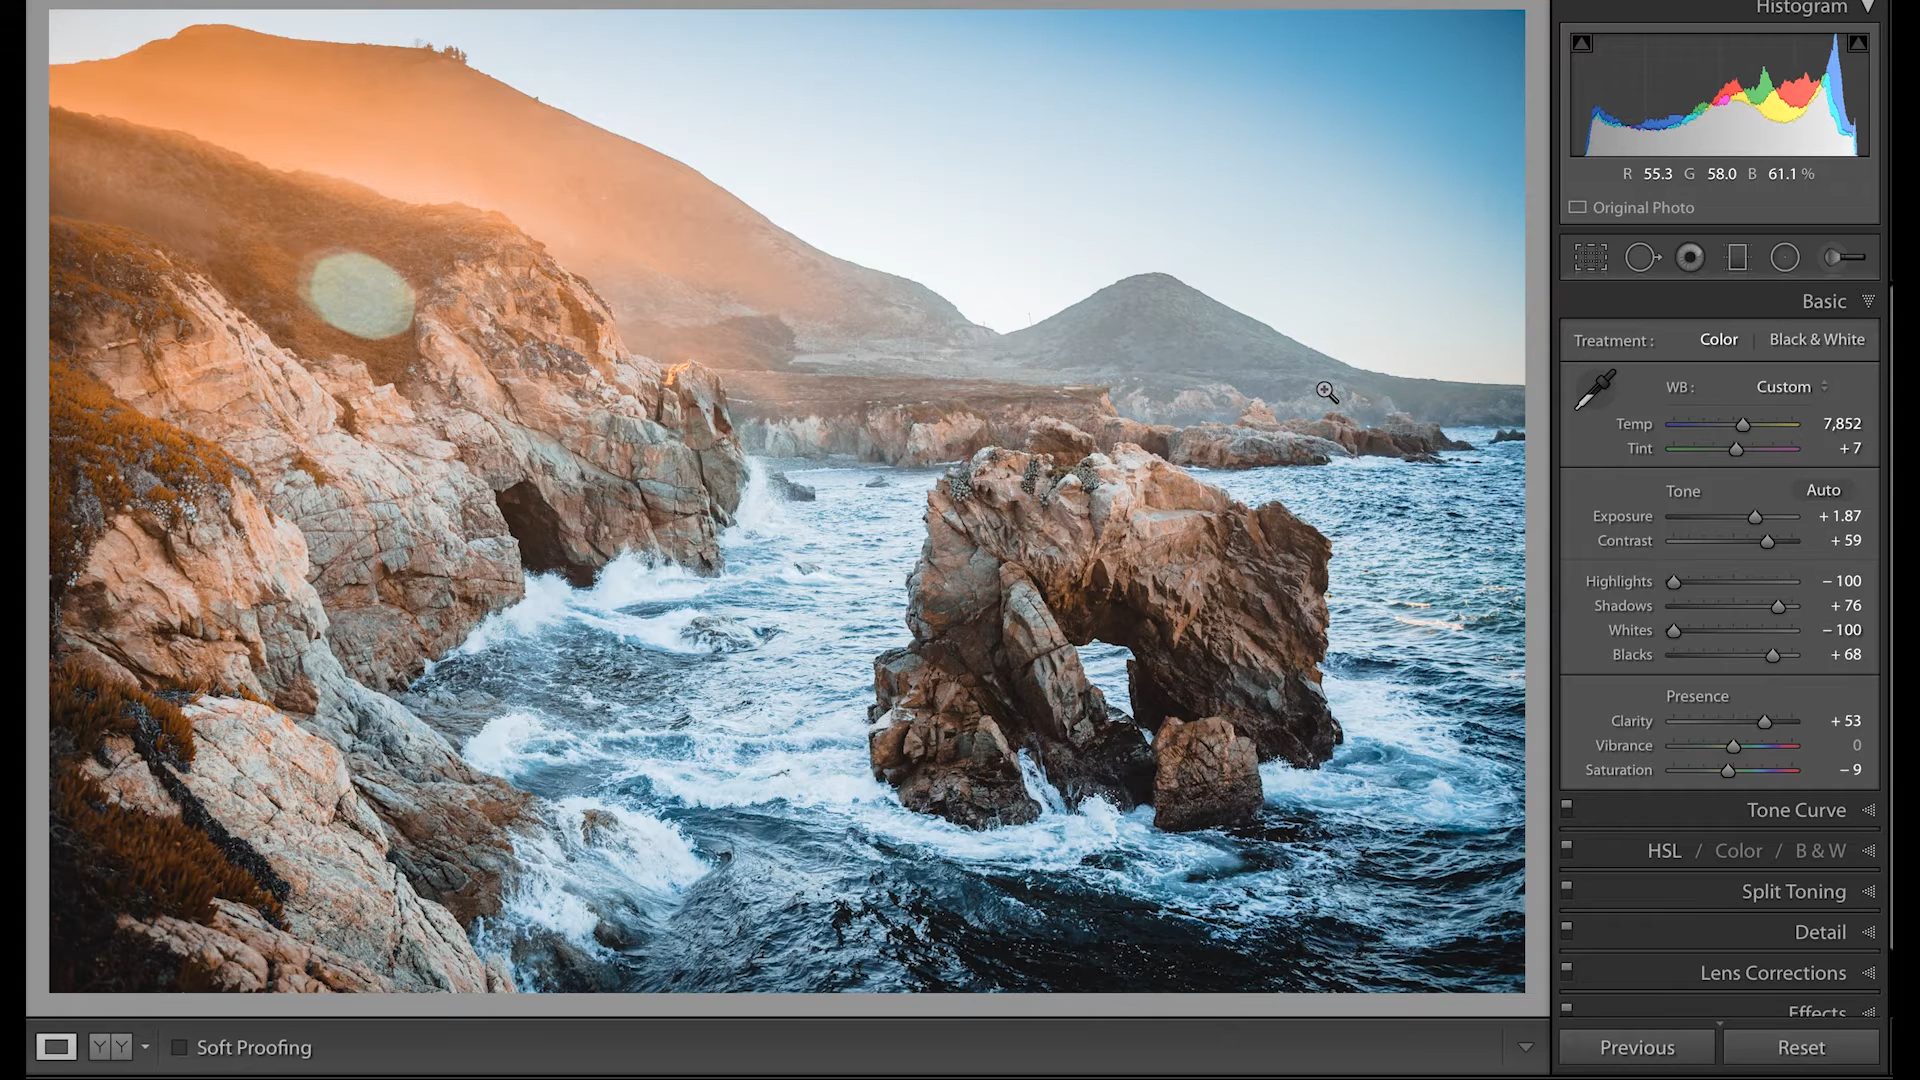 Histogram
R 55.3 G 58.0 B 61.1 %
Original Photo
Basic
Treatment : Color Black & White
WB : Custom
Temp 7,852
Tint + 7
Tone Auto
Exposure + 1.87
Contrast + 59
Highlights − 100
Shadows + 76
Whites − 100
Blacks + 68
Presence
Clarity + 53
Vibrance 0
Saturation − 9
Tone Curve
HSL / Color / B & W
Split Toning
Detail
Lens Corrections
Effects
Y Y Soft Proofing
Previous Reset